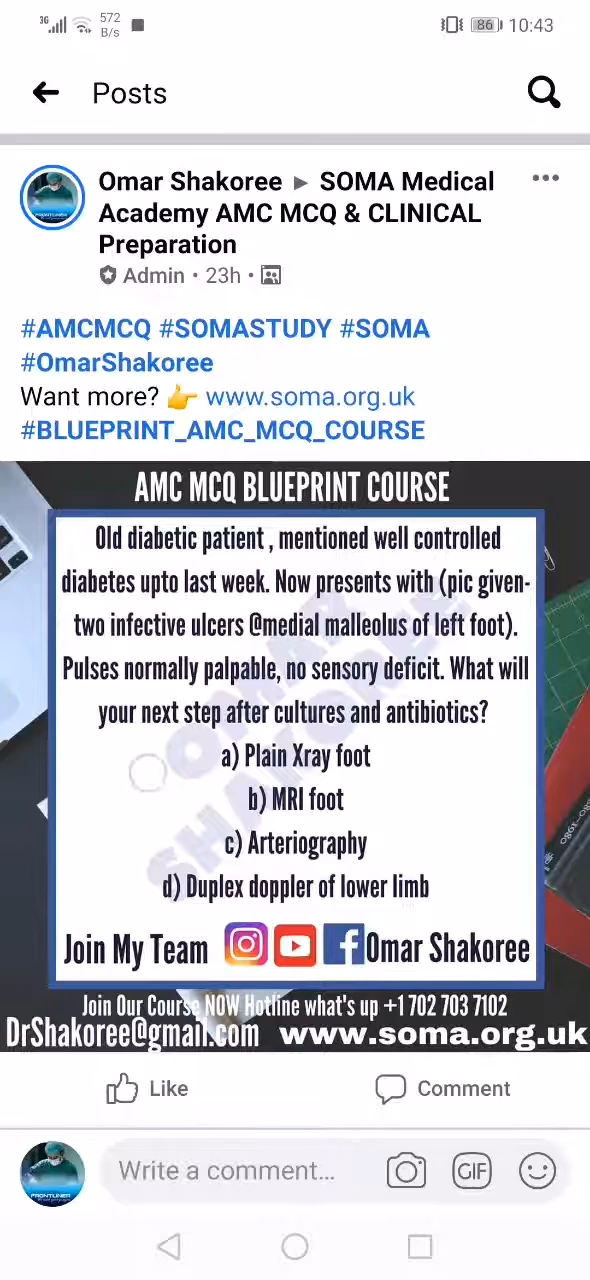 3G 572 B/s 86 10:43
Posts
Omar Shakoree ▸ SOMA Medical
Academy AMC MCQ & CLINICAL
Preparation
Admin • 23h •
#AMCMCQ #SOMASTUDY #SOMA
#OmarShakoree
Want more? 👉 www.soma.org.uk
#BLUEPRINT_AMC_MCQ_COURSE
AMC MCQ BLUEPRINT COURSE
Old diabetic patient , mentioned well controlled
diabetes upto last week. Now presents with (pic given-
two infective ulcers @medial malleolus of left foot).
Pulses normally palpable, no sensory deficit. What will
your next step after cultures and antibiotics?
a) Plain Xray foot
b) MRI foot
c) Arteriography
d) Duplex doppler of lower limb
OMAR
SHAKOREE
Join My Team Omar Shakoree
Join Our Course NOW Hotline what's up +1 702 703 7102
DrShakoree@gmail.com www.soma.org.uk
Like Comment
FRONTLINER Write a comment... GIF